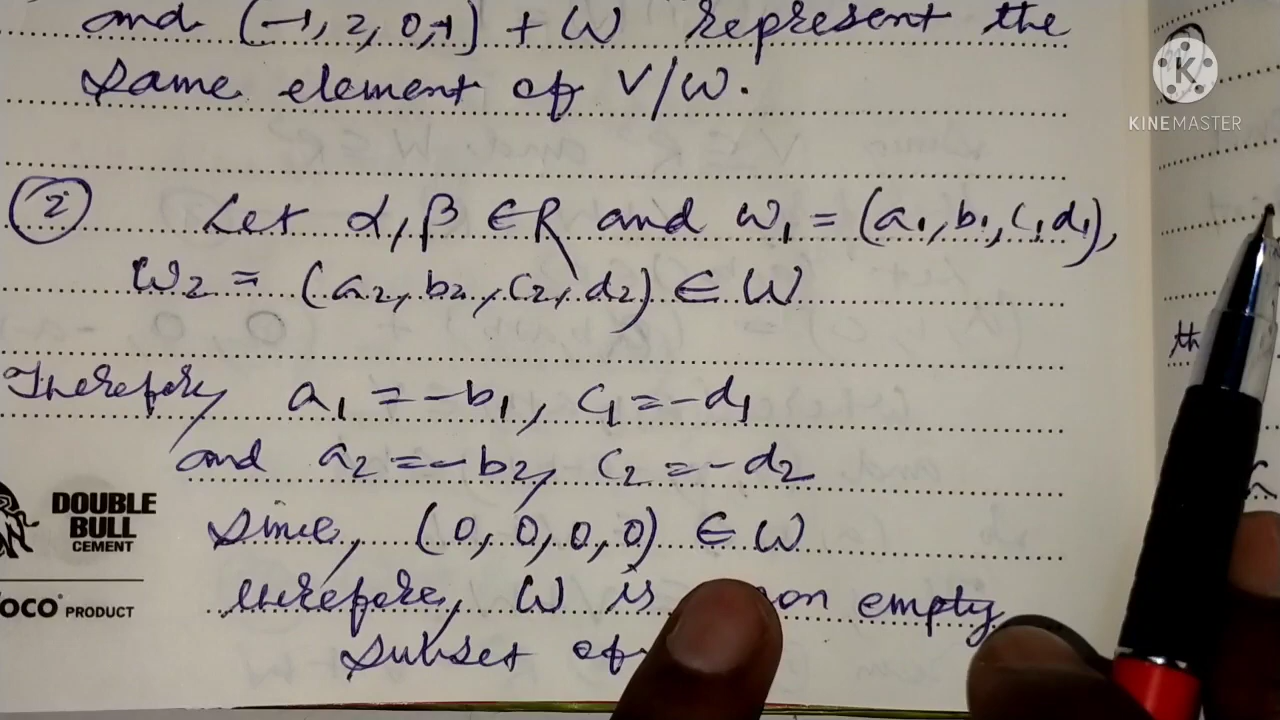 and (-1, 2, 0, -1) + W represent the
same element of V/W.
KINEMASTER
② Let α, β ∈ R and w₁ = (a₁, b₁, c₁, d₁),
w₂ = (a₂, b₂, c₂, d₂) ∈ W
Therefore, a₁ = -b₁, c₁ = -d₁
and a₂ = -b₂, c₂ = -d₂
since, (0, 0, 0, 0) ∈ W
therefore, W is non empty
subset of
DOUBLE
BULL
CEMENT
PRODUCT
th